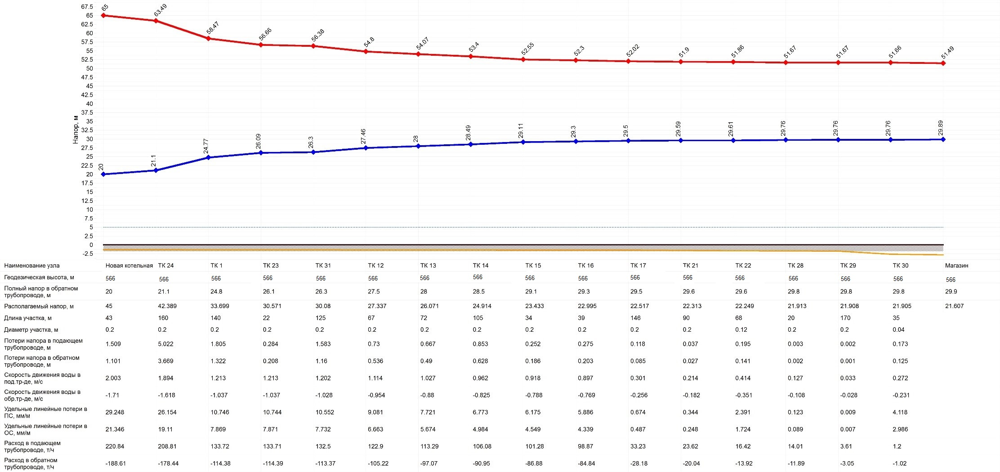 67.5
65
62.5
60
57.5
55
52.5
50
47.5
45
42.5
40
37.5
35
32.5
30
27.5
25
22.5
20
17.5
15
12.5
10
7.5
5
2.5
0
-2.5
Напор, м
65 63.49 58.47 56.66 56.38 54.8 54.07 53.4 52.55 52.3 52.02 51.9 51.86 51.67 51.67 51.66 51.49
20 21.1 24.77 26.09 26.3 27.46 28 28.49 29.11 29.3 29.5 29.59 29.61 29.76 29.76 29.76 29.89
Наименование узла Новая котельная ТК 24 ТК 1 ТК 23 ТК 31 ТК 12 ТК 13 ТК 14 ТК 15 ТК 16 ТК 17 ТК 21 ТК 22 ТК 28 ТК 29 ТК 30 Магазин
Геодезическая высота, м 566 566 566 566 566 566 566 566 566 566 566 566 566 566 566 566 566
Полный напор в обратном
трубопроводе, м 20 21.1 24.8 26.1 26.3 27.5 28 28.5 29.1 29.3 29.5 29.6 29.6 29.8 29.8 29.8 29.9
Располагаемый напор, м 45 42.389 33.699 30.571 30.08 27.337 26.071 24.914 23.433 22.995 22.517 22.313 22.249 21.913 21.908 21.905 21.607
Длина участка, м 43 160 140 22 125 67 72 105 34 39 146 90 68 20 170 35
Диаметр участка, м 0.2 0.2 0.2 0.2 0.2 0.2 0.2 0.2 0.2 0.2 0.2 0.2 0.12 0.2 0.2 0.04
Потери напора в подающем
трубопроводе, м 1.509 5.022 1.805 0.284 1.583 0.73 0.667 0.853 0.252 0.275 0.118 0.037 0.195 0.003 0.002 0.173
Потери напора в обратном
трубопроводе, м 1.101 3.669 1.322 0.208 1.16 0.536 0.49 0.628 0.186 0.203 0.085 0.027 0.141 0.002 0.001 0.125
Скорость движения воды в
под.тр-де, м/с 2.003 1.894 1.213 1.213 1.202 1.114 1.027 0.962 0.918 0.897 0.301 0.214 0.414 0.127 0.033 0.272
Скорость движения воды в
обр.тр-де, м/с -1.71 -1.618 -1.037 -1.037 -1.028 -0.954 -0.88 -0.825 -0.788 -0.769 -0.256 -0.182 -0.351 -0.108 -0.028 -0.231
Удельные линейные потери в
ПС, мм/м 29.248 26.154 10.746 10.744 10.552 9.081 7.721 6.773 6.175 5.886 0.674 0.344 2.391 0.123 0.009 4.118
Удельные линейные потери в
ОС, мм/м 21.346 19.11 7.869 7.871 7.732 6.663 5.674 4.984 4.549 4.339 0.487 0.248 1.724 0.089 0.007 2.986
Расход в подающем
трубопроводе, т/ч 220.84 208.81 133.72 133.71 132.5 122.9 113.29 106.08 101.28 98.87 33.23 23.62 16.42 14.01 3.61 1.2
Расход в обратном
трубопроводе, т/ч -188.61 -178.44 -114.38 -114.39 -113.37 -105.22 -97.07 -90.95 -86.88 -84.84 -28.18 -20.04 -13.92 -11.89 -3.05 -1.02